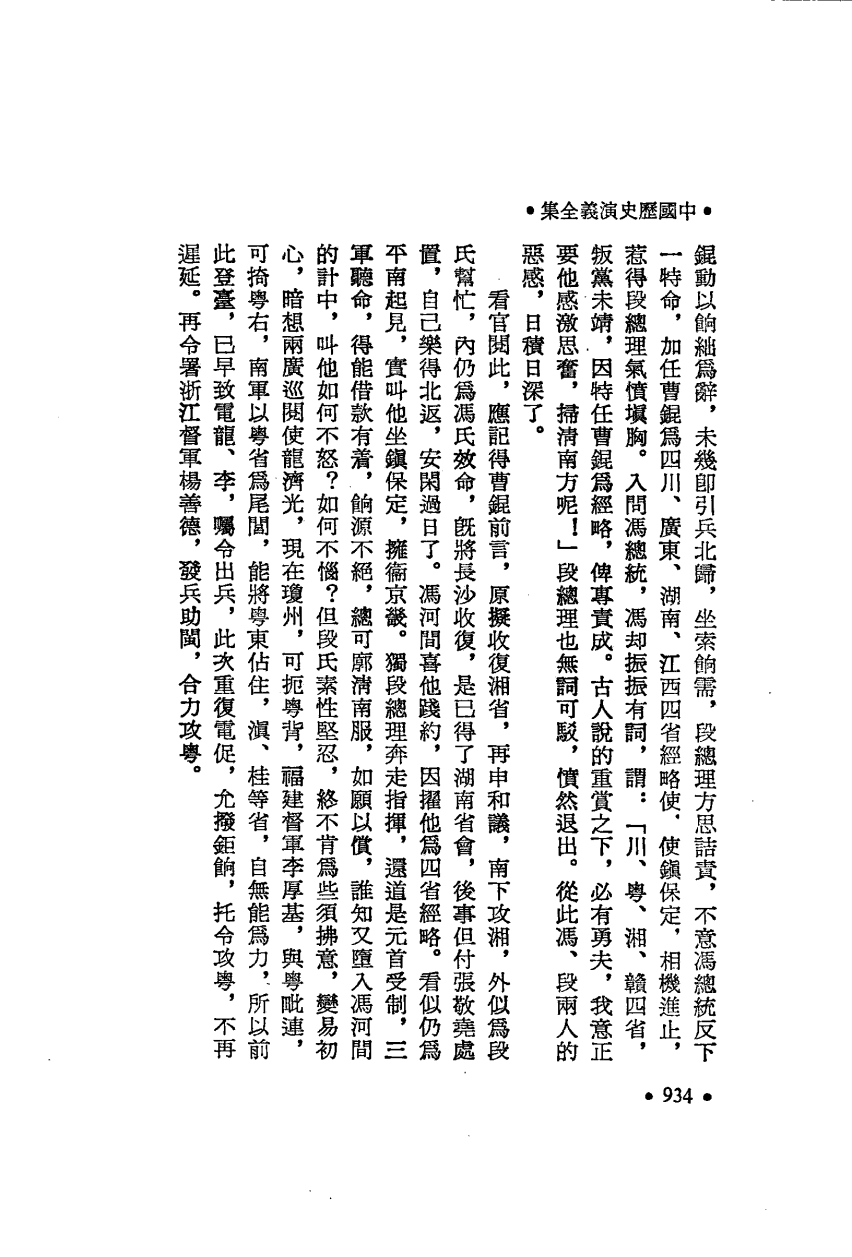 •中國歷史演義全集•
錕動以餉絀爲辭，未幾卽引兵北歸，坐索餉需，段總理方思詰責，不意馮總統反下
一特命，加任曹錕爲四川、廣東、湖南、江西四省經略使，使鎭保定，相機進止，
惹得段總理氣憤塡胸。入問馮總統，馮却振振有詞，謂：「川、粵、湘、贛四省，
叛黨未靖，因特任曹錕爲經略，俾專責成。古人說的重賞之下，必有勇夫，我意正
要他感激思奮，掃淸南方呢！」段總理也無詞可駁，憤然退出。從此馮、段兩人的
惡感，日積日深了。
看官閱此，應記得曹錕前言，原擬收復湘省，再申和議，南下攻湘，外似爲段
氏幫忙，內仍爲馮氏效命，旣將長沙收復，是已得了湖南省會，後事但付張敬堯處
置，自己樂得北返，安閑過日了。馮河間喜他踐約，因擢他爲四省經略。看似仍爲
平南起見，實叫他坐鎭保定，擁衞京畿。獨段總理奔走指揮，還道是元首受制，三
軍聽命，得能借款有着，餉源不絕，總可廓淸南服，如願以償，誰知又墮入馮河間
的計中，叫他如何不怒？如何不惱？但段氏素性堅忍，終不肯爲些須拂意，變易初
心，暗想兩廣巡閱使龍濟光，現在瓊州，可扼粵背，福建督軍李厚基，與粵毗連，
可掎粵右，南軍以粵省爲尾閭，能將粵東佔住，滇、桂等省，自無能爲力，所以前
此登臺，已早致電龍、李，囑令出兵，此次重復電促，允撥鉅餉，托令攻粵，不再
遲延。再令署浙江督軍楊善德，發兵助閩，合力攻粵。
•934•